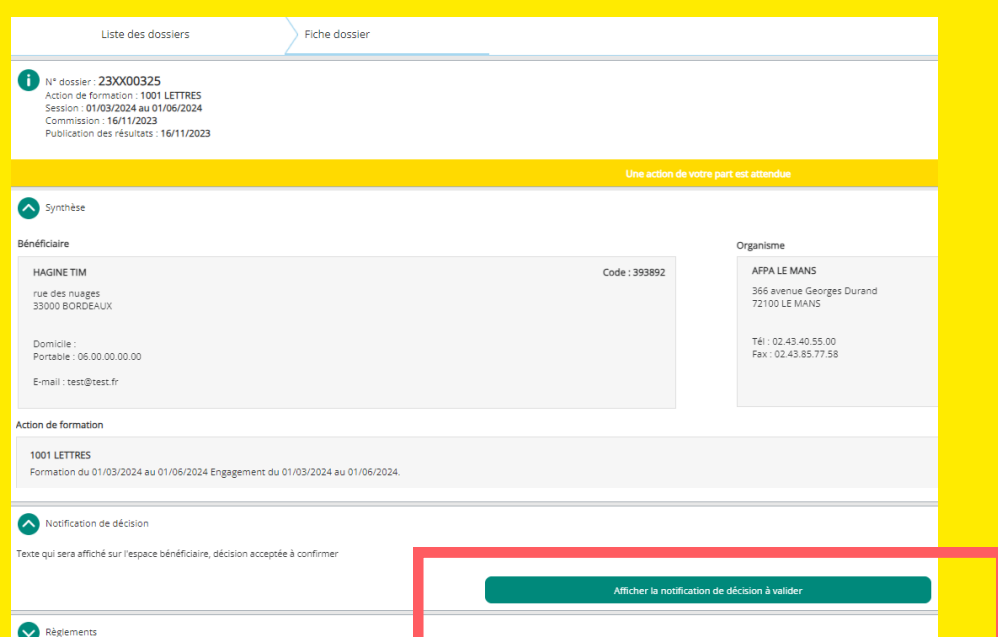 Liste des dossiers
Fiche dossier
N° dossier : 23XX00325
Action de formation : 1001 LETTRES
Session : 01/03/2024 au 01/06/2024
Commission : 16/11/2023
Publication des résultats : 16/11/2023
Une action de votre part est attendue
Synthèse
Bénéficiaire
HAGINE TIM
Code : 393892
rue des nuages
33000 BORDEAUX
Domicile :
Portable : 06.00.00.00.00
E-mail : test@test.fr
Organisme
AFPA LE MANS
366 avenue Georges Durand
72100 LE MANS
Tél : 02.43.40.55.00
Fax : 02.43.85.77.58
Action de formation
1001 LETTRES
Formation du 01/03/2024 au 01/06/2024 Engagement du 01/03/2024 au 01/06/2024.
Notification de décision
Texte qui sera affiché sur l'espace bénéficiaire, décision acceptée à confirmer
Afficher la notification de décision à valider
Règlements